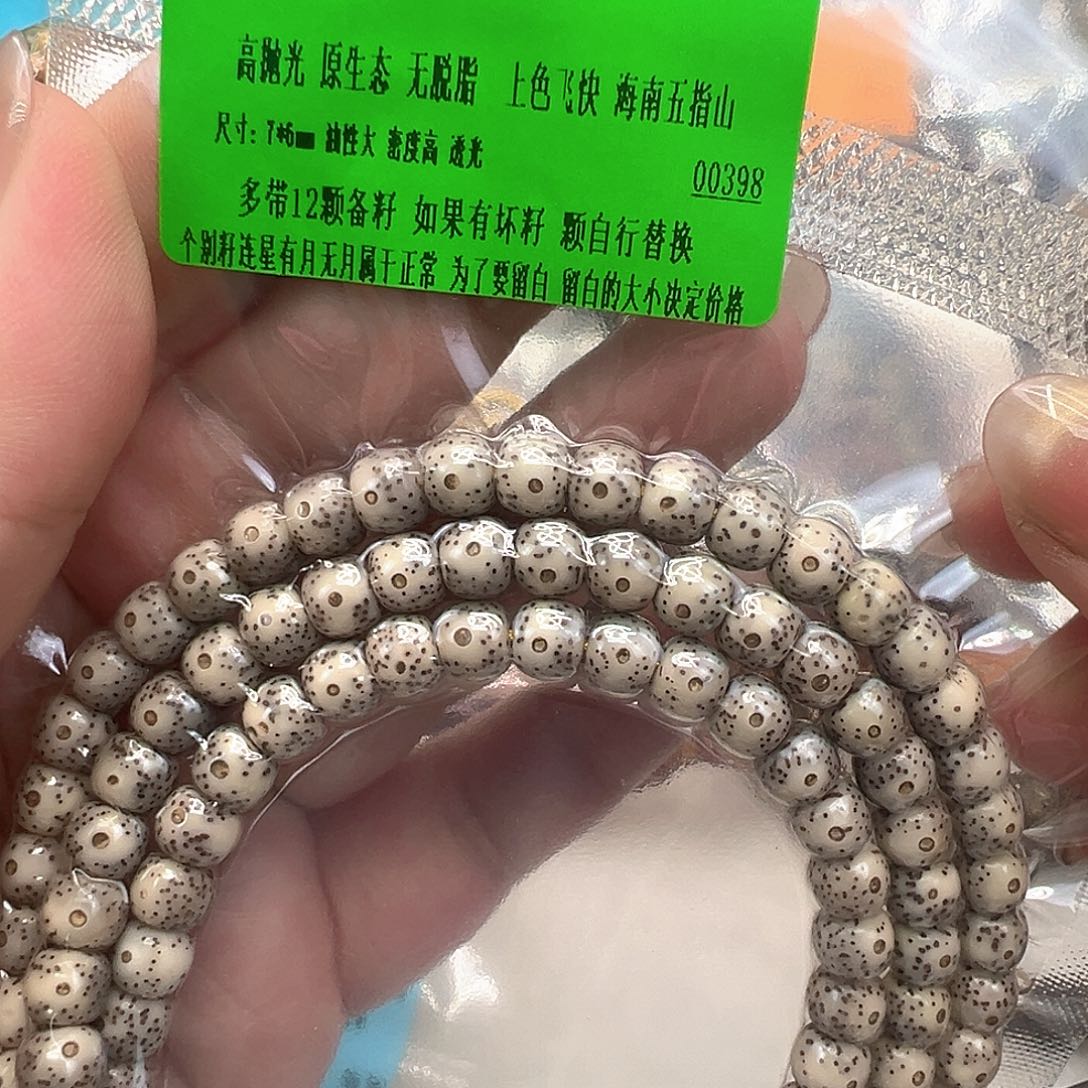 高抛光 原生态 无脱脂 上色飞快 海南五指山
尺寸: 7*6mm 油性大 密度高 透光
00398
多带12颗备籽 如果有坏籽 颗自行替换
个别籽连星有月无月属于正常 为了要留白 留白的大小决定价格